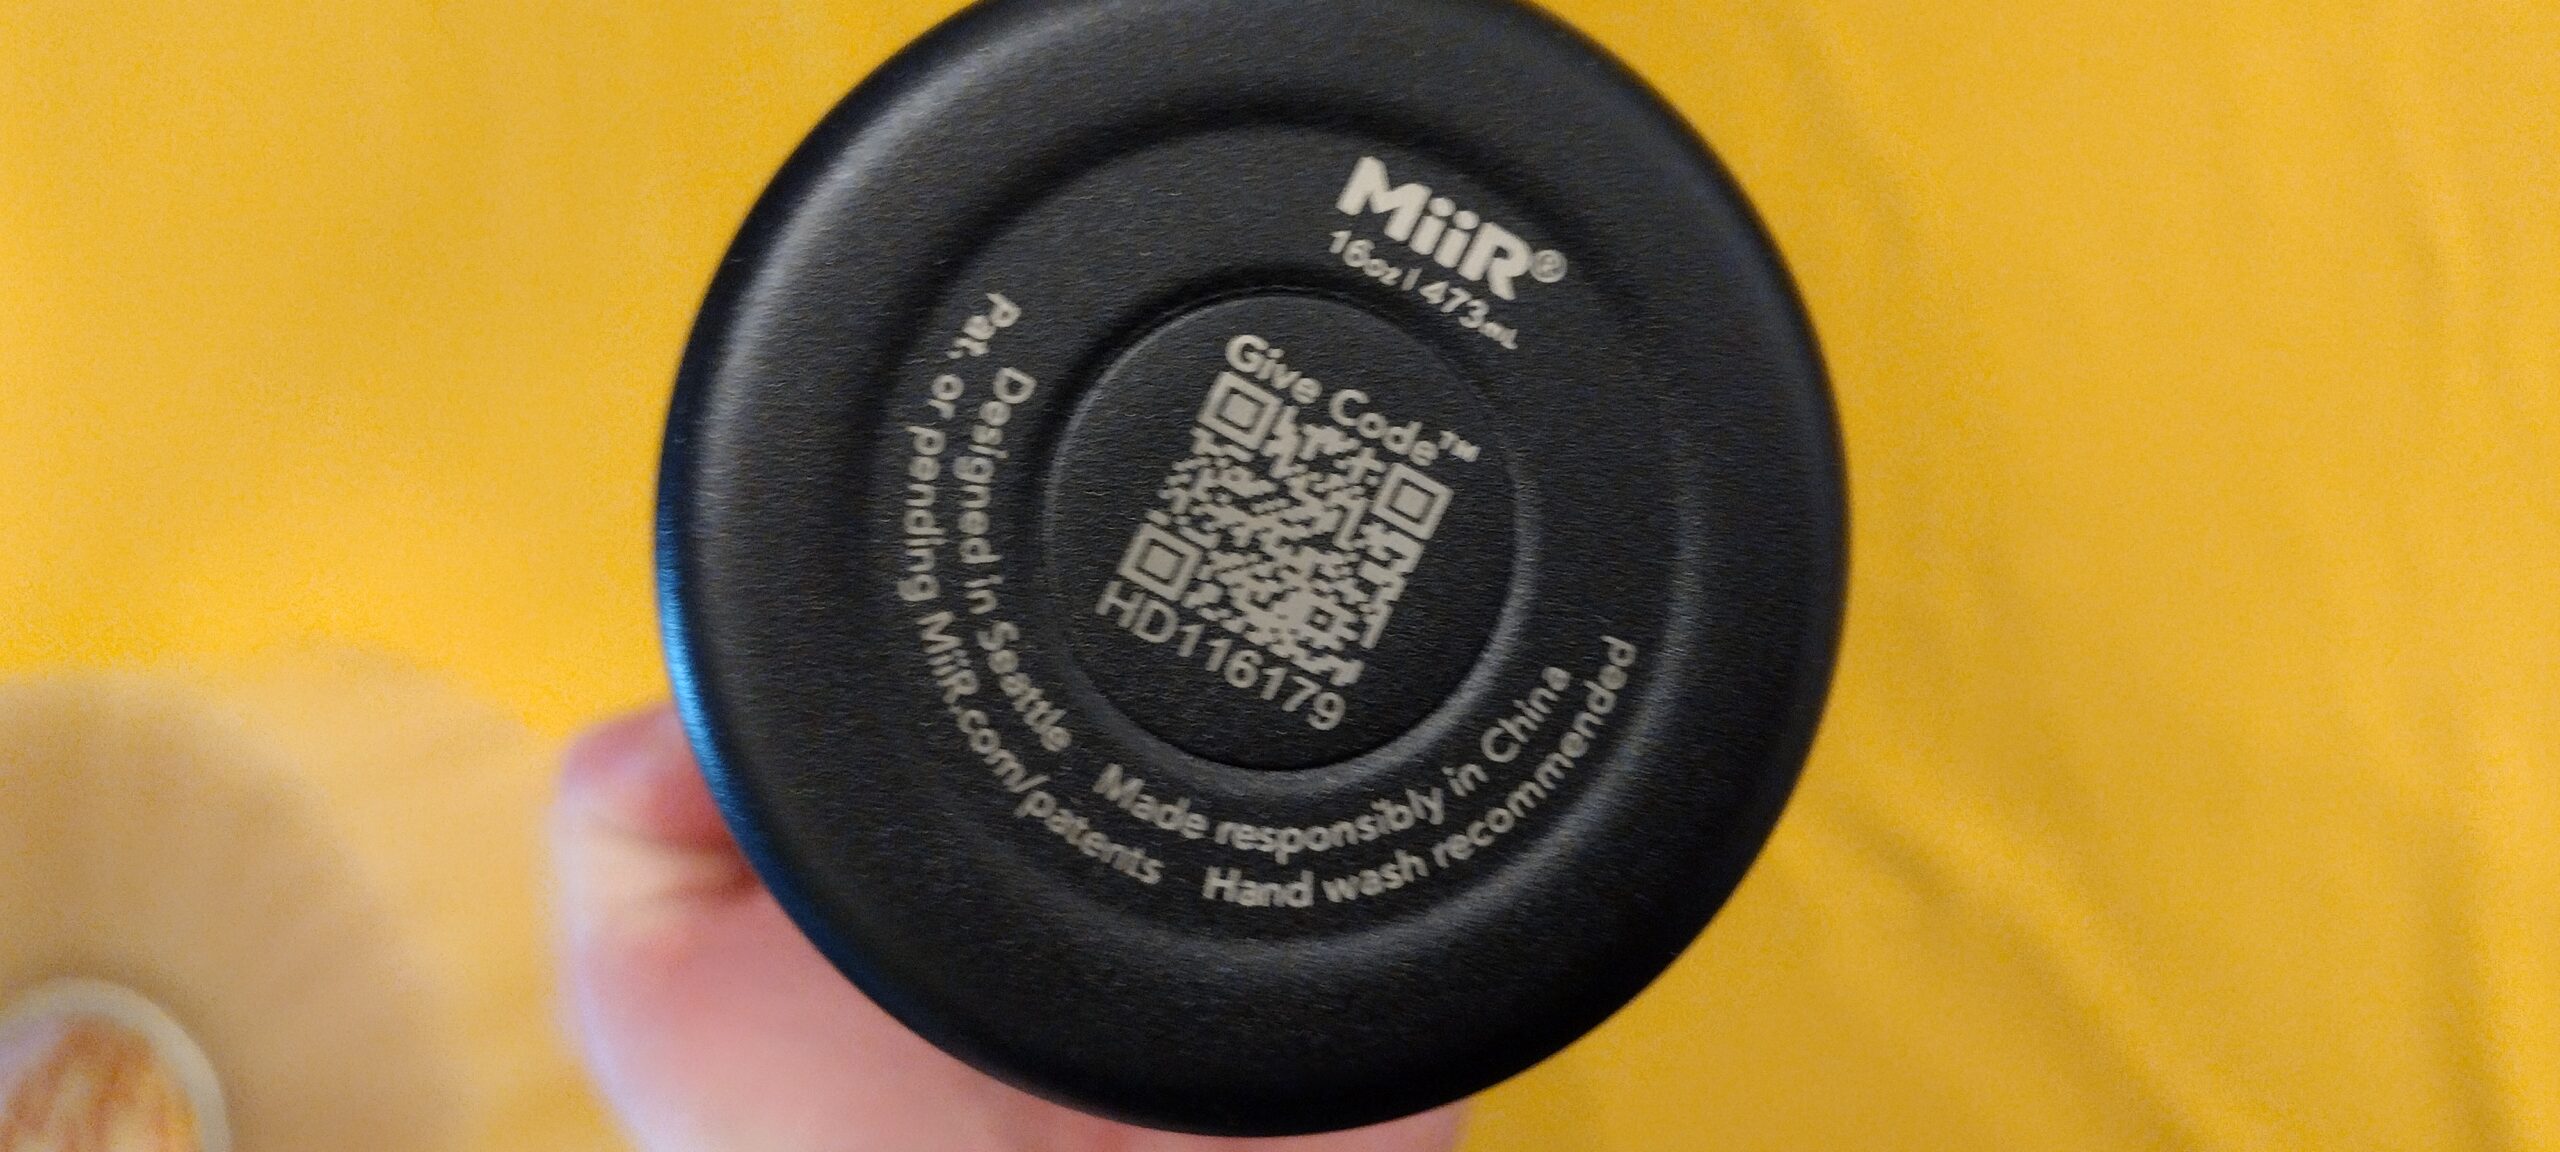 MiiR®
16oz | 473mL
Give Code™
HD116179
Designed in Seattle Made responsibly in China
Pat. or pending MiiR.com/patents Hand wash recommended